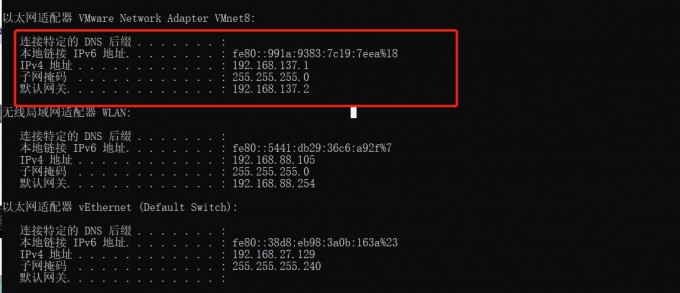 以太网适配器 VMware Network Adapter VMnet8:
连接特定的 DNS 后缀 . . . . . . . :
本地链接 IPv6 地址. . . . . . . . : fe80::991a:9383:7c19:7eea%18
IPv4 地址 . . . . . . . . . . . . : 192.168.137.1
子网掩码 . . . . . . . . . . . . : 255.255.255.0
默认网关. . . . . . . . . . . . . : 192.168.137.2
无线局域网适配器 WLAN:
连接特定的 DNS 后缀 . . . . . . . :
本地链接 IPv6 地址. . . . . . . . : fe80::5441:db29:36c6:a92f%7
IPv4 地址 . . . . . . . . . . . . : 192.168.88.105
子网掩码 . . . . . . . . . . . . : 255.255.255.0
默认网关. . . . . . . . . . . . . : 192.168.88.254
以太网适配器 vEthernet (Default Switch):
连接特定的 DNS 后缀 . . . . . . . :
本地链接 IPv6 地址. . . . . . . . : fe80::38d8:eb98:3a0b:163a%23
IPv4 地址 . . . . . . . . . . . . : 192.168.27.129
子网掩码 . . . . . . . . . . . . : 255.255.255.240
默认网关. . . . . . . . . . . . . :